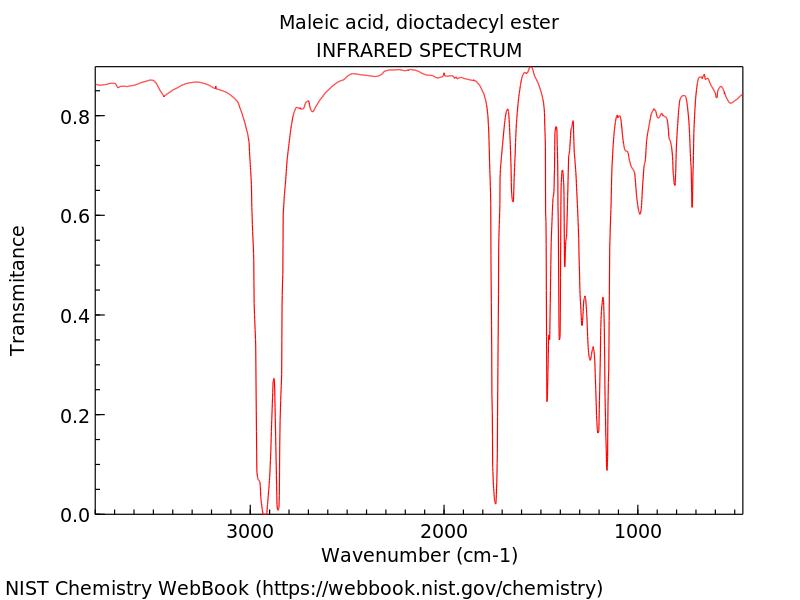 Maleic acid, dioctadecyl ester
INFRARED SPECTRUM
Transmitance
0.8
0.6
0.4
0.2
0.0
3000 2000 1000
Wavenumber (cm-1)
NIST Chemistry WebBook (https://webbook.nist.gov/chemistry)